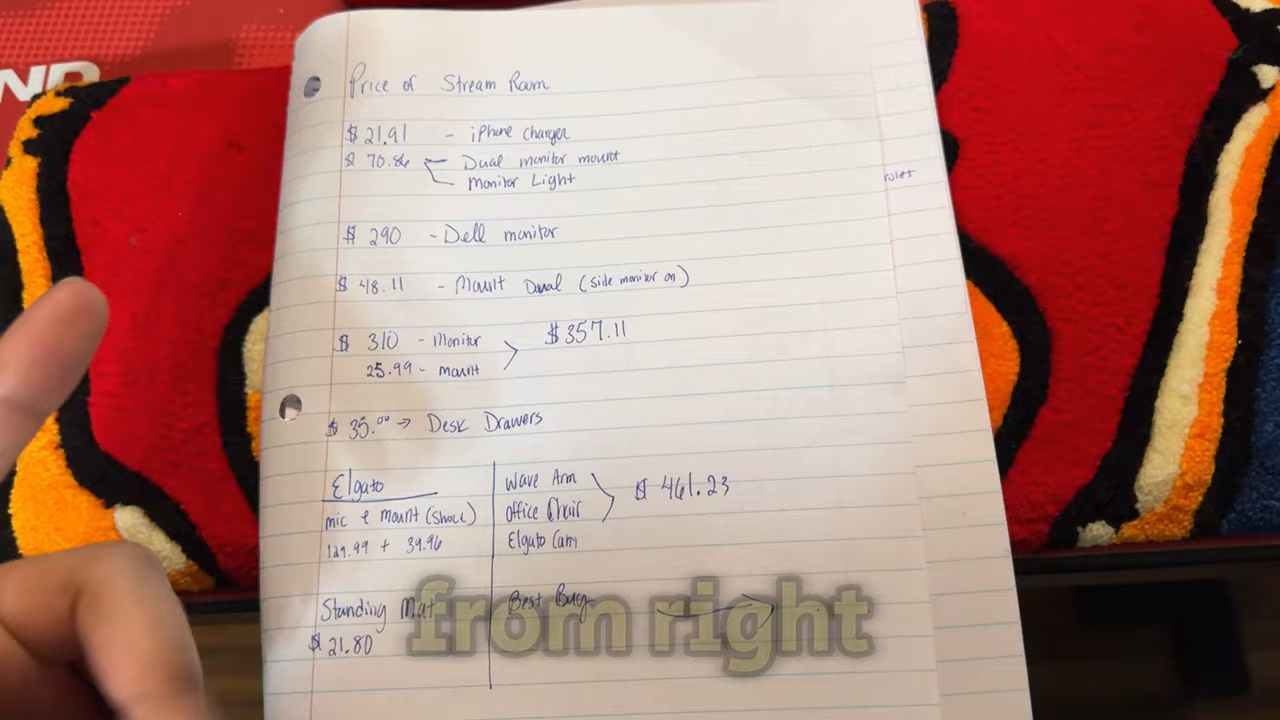 Price of Stream Room
$21.91 - iPhone charger
$70.86 - Dual monitor mount
Monitor Light
$290 - Dell monitor
$48.11 - Mount Dual (side monitor on)
$310 - Monitor
25.99 - mount
$357.11
$35.00 → Desk Drawers
Elgato
mic & mount (shock)
129.99 + 39.96
Standing Mat
$21.80
Wave Arm
Office Chair
Elgato Cam
$461.23
Best Buy
from right